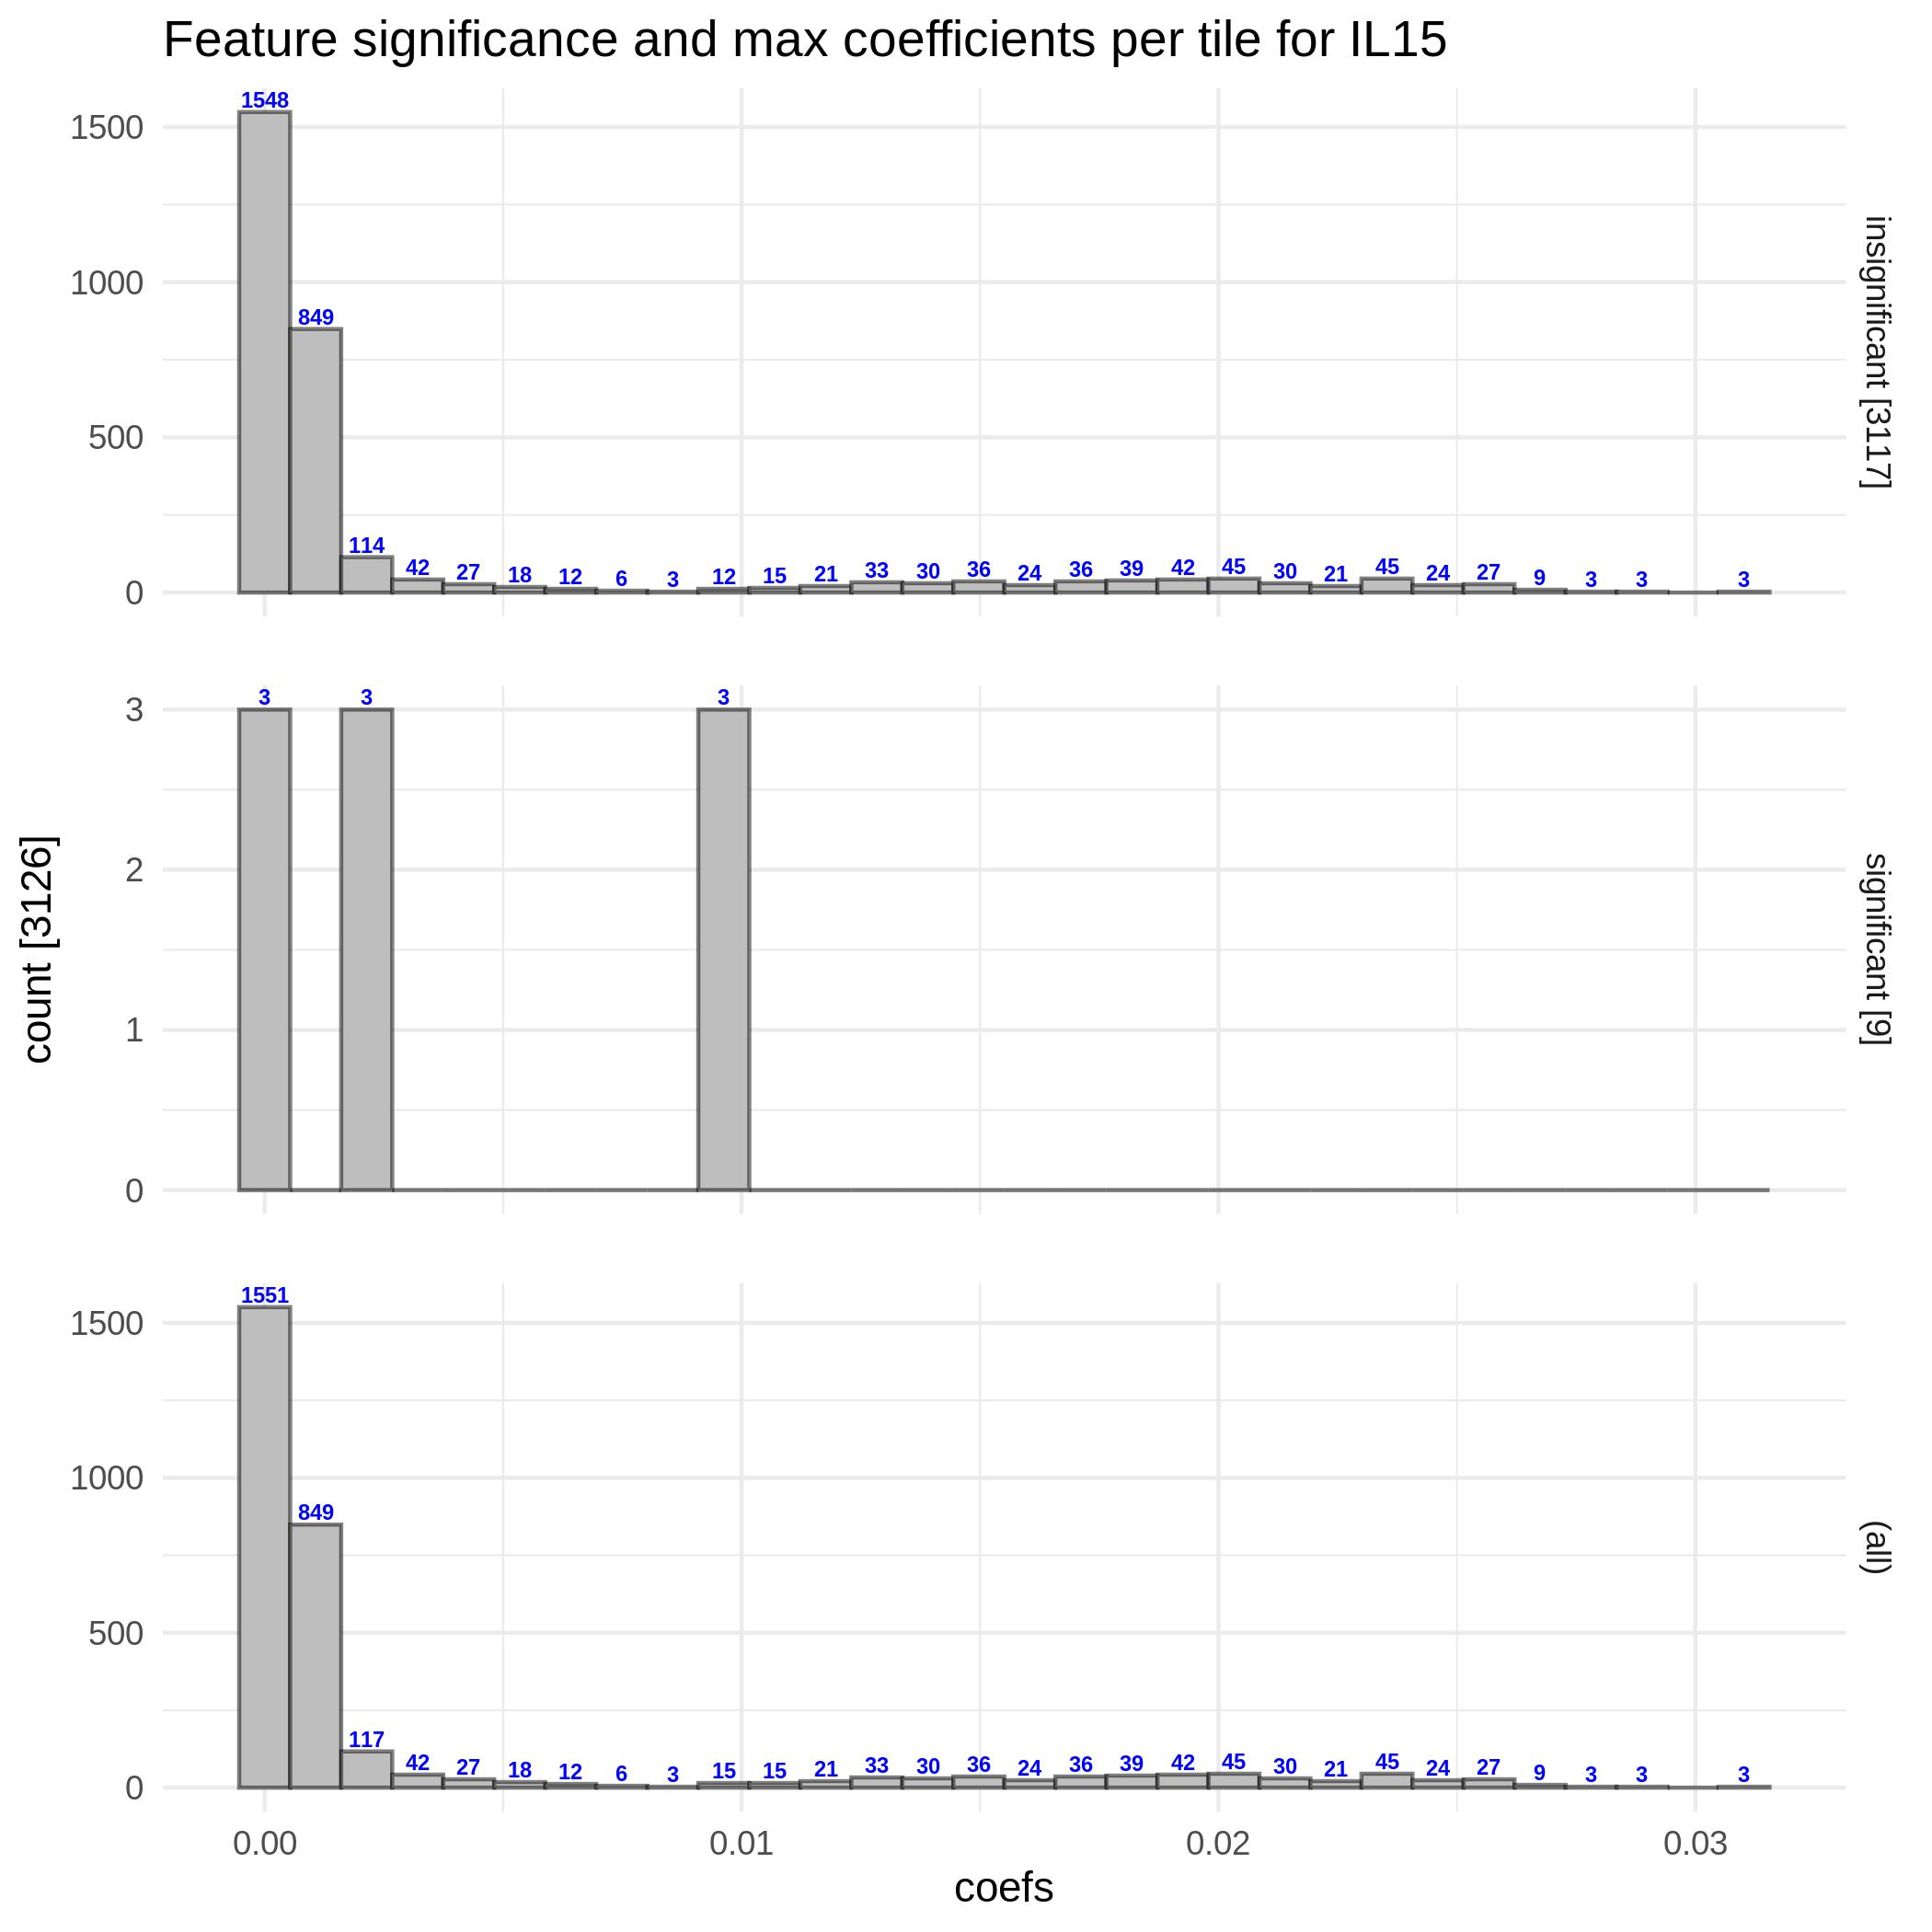 Feature significance and max coefficients per tile for IL15
1548
1500
849
1000
500
114
42 27 18 12 6 3 12 15 21 33 30 36 24 36 39 42 45 30 21 45 24 27 9 3 3 3
0
insignificant [3117]
3 3 3
3
2
1
0
significant [9]
count [3126]
1551
1500
1000
849
500
117
42 27 18 12 6 3 15 15 21 33 30 36 24 36 39 42 45 30 21 45 24 27 9 3 3 3
0
(all)
0.00 0.01 0.02 0.03
coefs